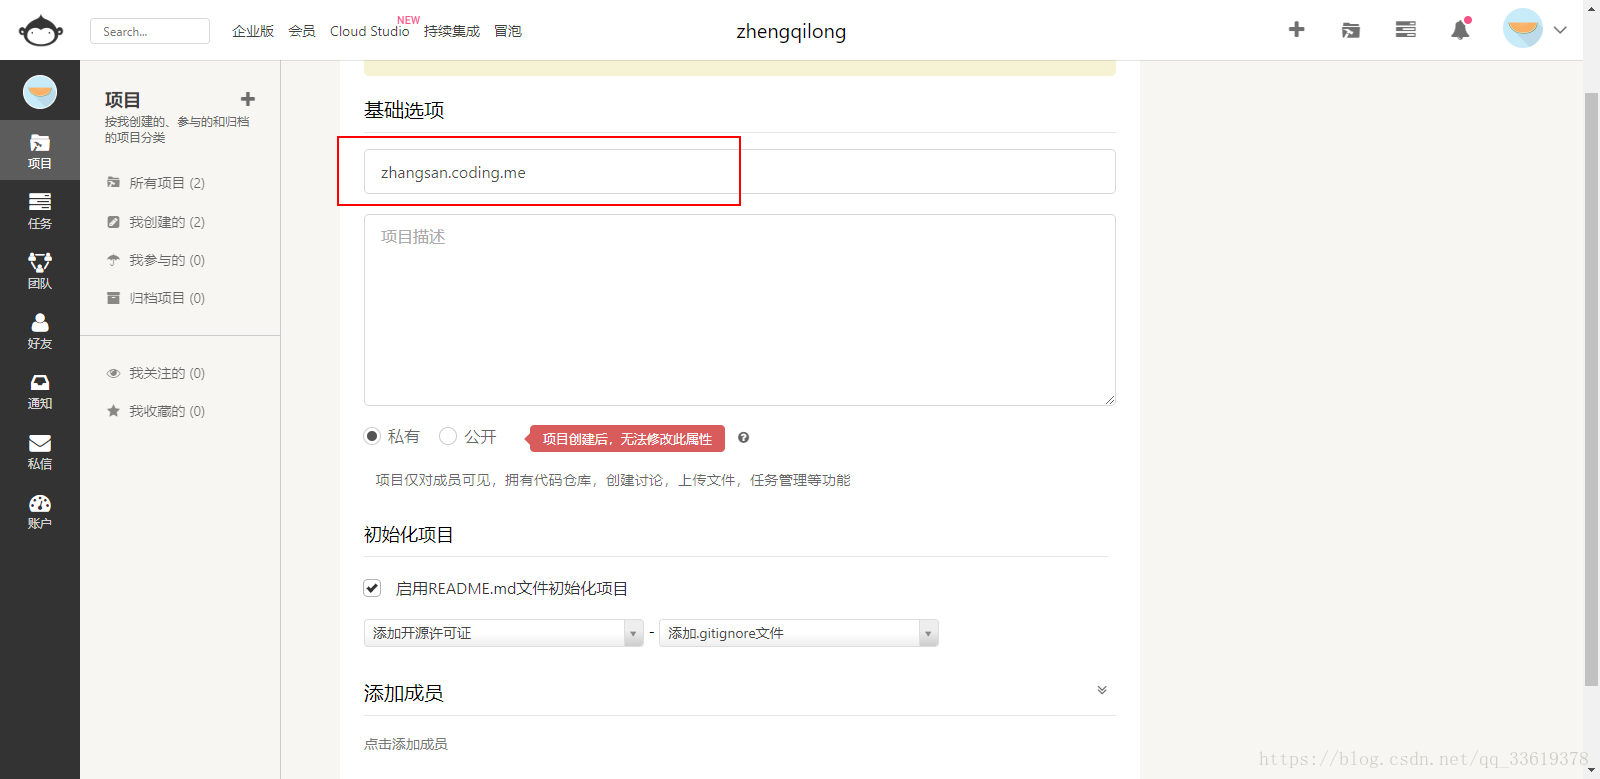 Search...
企业版
会员
Cloud Studio
NEW
持续集成
冒泡
zhengqilong
项目
任务
团队
好友
通知
私信
账户
项目
按我创建的、参与的和归档
的项目分类
所有项目 (2)
我创建的 (2)
我参与的 (0)
归档项目 (0)
我关注的 (0)
我收藏的 (0)
基础选项
zhangsan.coding.me
项目描述
私有
公开
项目创建后，无法修改此属性
项目仅对成员可见，拥有代码仓库，创建讨论，上传文件，任务管理等功能
初始化项目
启用README.md文件初始化项目
添加开源许可证 - 添加.gitignore文件
添加成员
点击添加成员
https://blog.csdn.net/qq_33619378